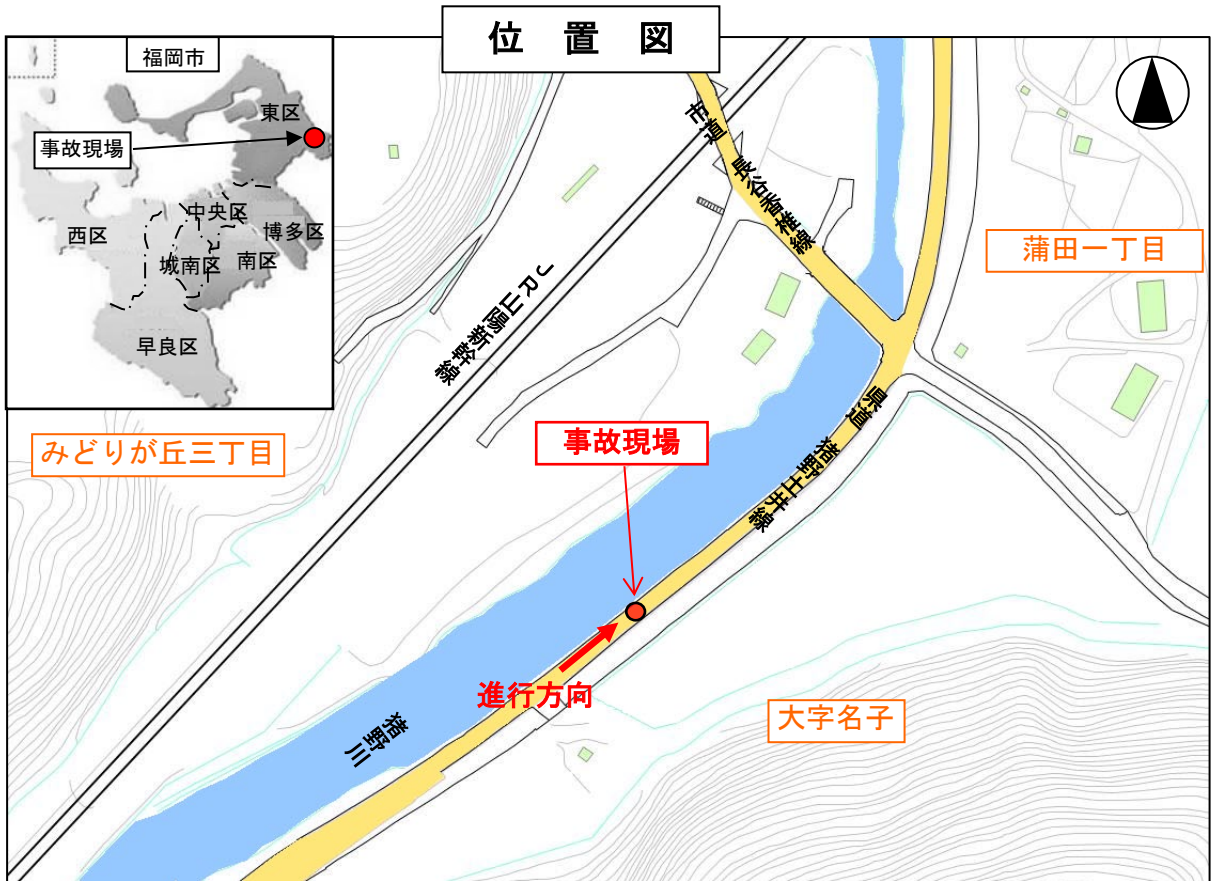 位置図
福岡市
東区
事故現場
中央区
西区
博多区
城南区
南区
早良区
市道 長谷香椎線
蒲田一丁目
JR山陽新幹線
県道 猪野土井線
みどりが丘三丁目
事故現場
進行方向
大字名子
猪野川